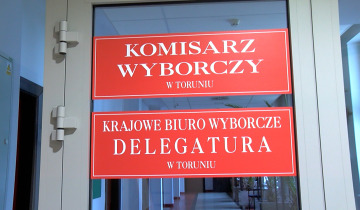 KOMISARZ
WYBORCZY
W TORUNIU
KRAJOWE BIURO WYBORCZE
DELEGATURA
W TORUNIU